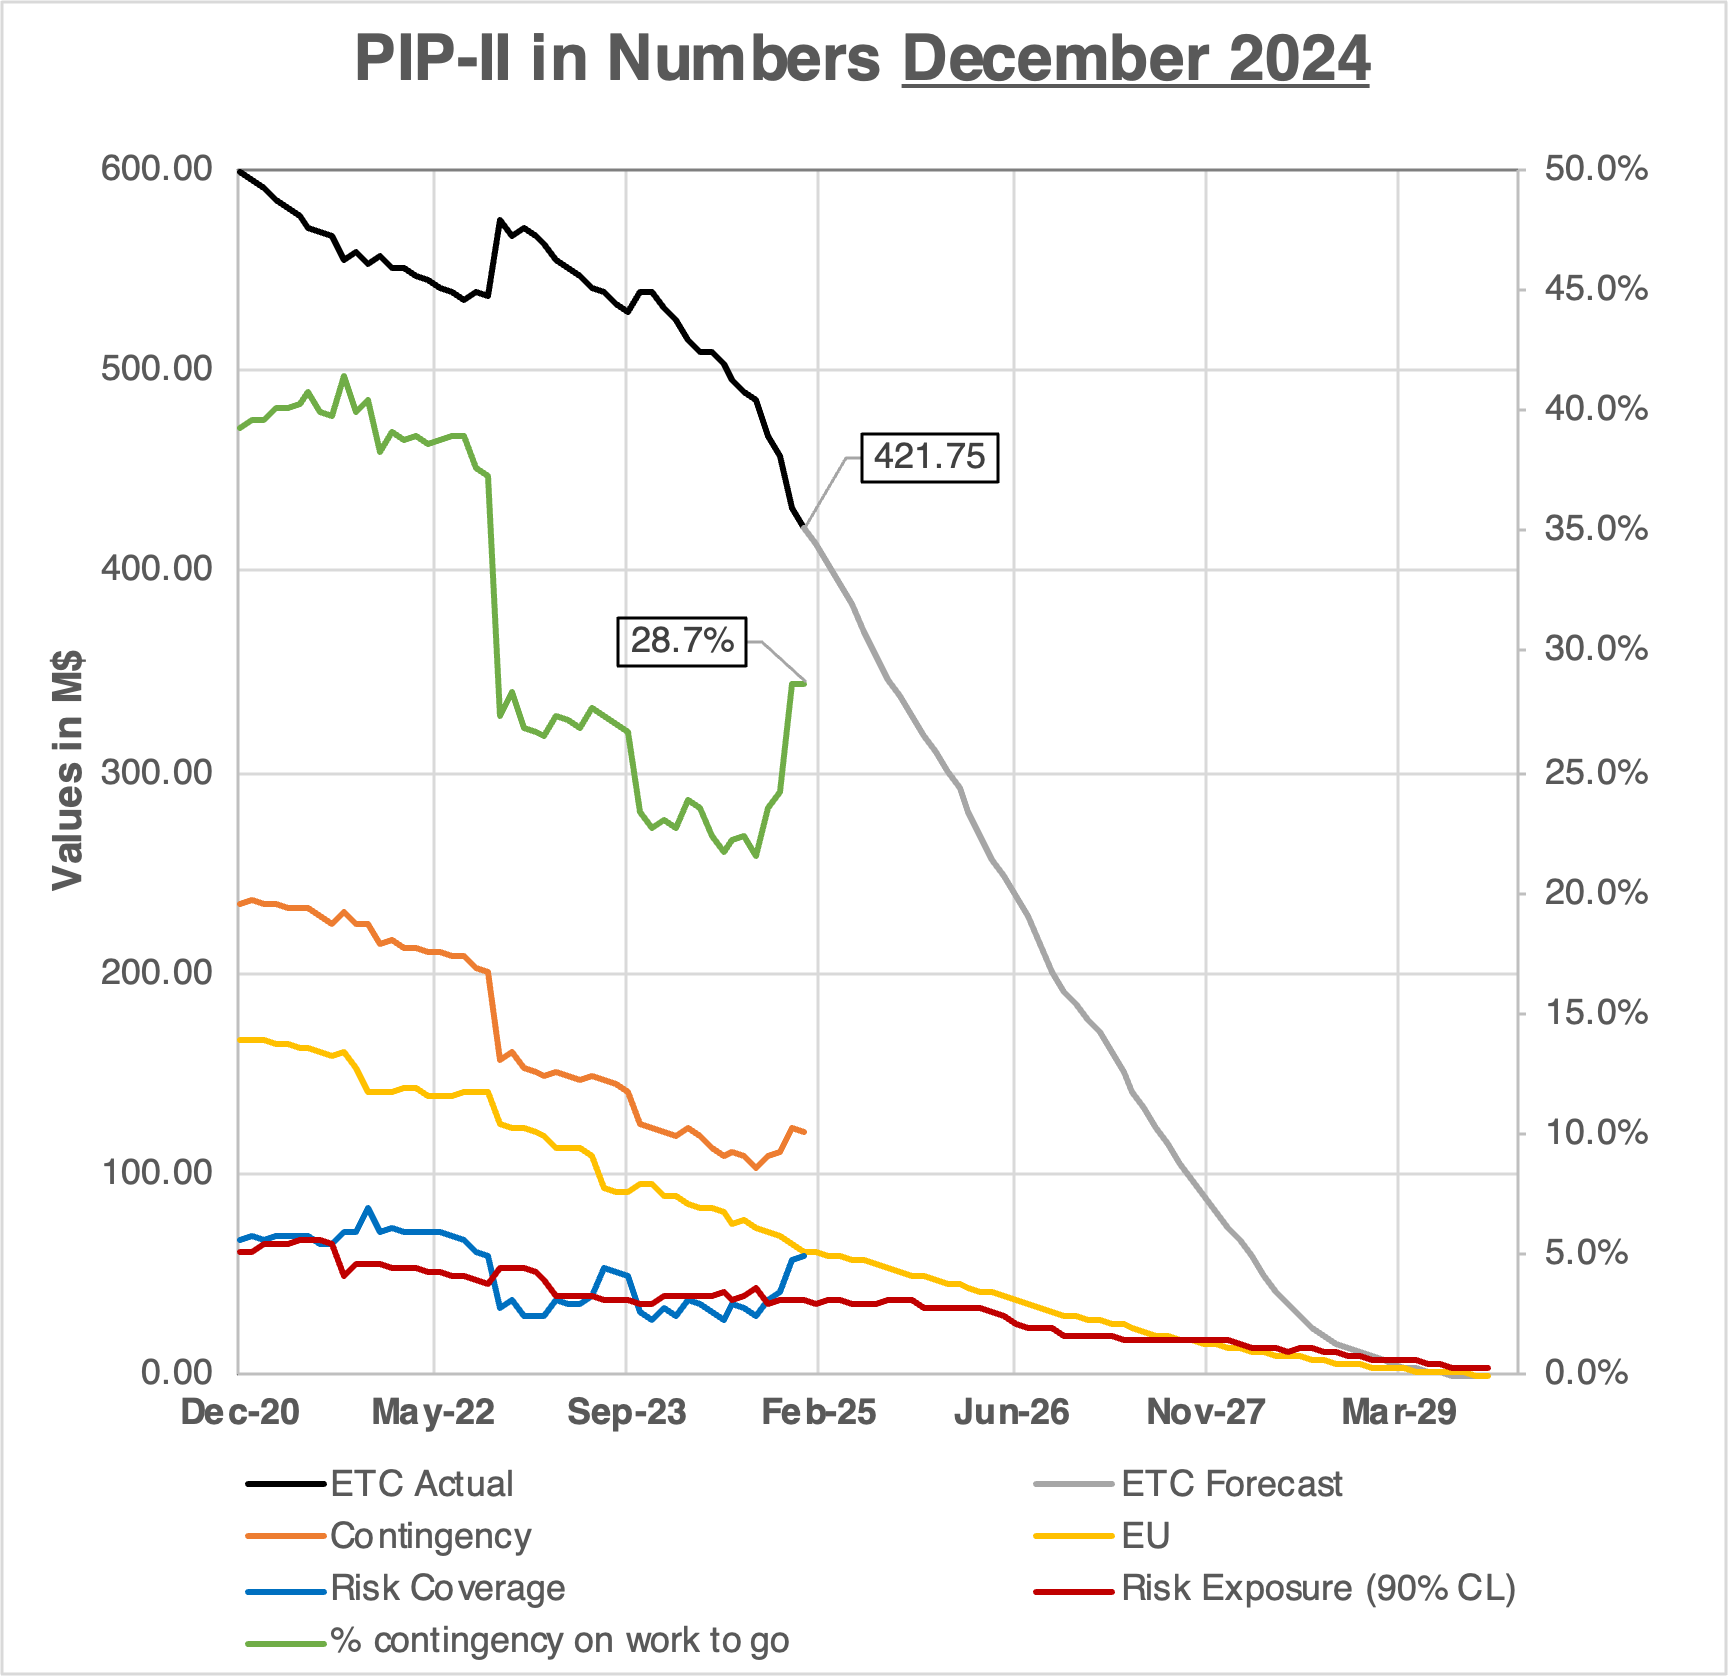 PIP-II in Numbers December 2024
600.00
500.00
400.00
300.00
200.00
100.00
0.00
Values in M$
50.0%
45.0%
40.0%
35.0%
30.0%
25.0%
20.0%
15.0%
10.0%
5.0%
0.0%
421.75
28.7%
Dec-20 May-22 Sep-23 Feb-25 Jun-26 Nov-27 Mar-29
ETC Actual
ETC Forecast
Contingency
EU
Risk Coverage
Risk Exposure (90% CL)
% contingency on work to go